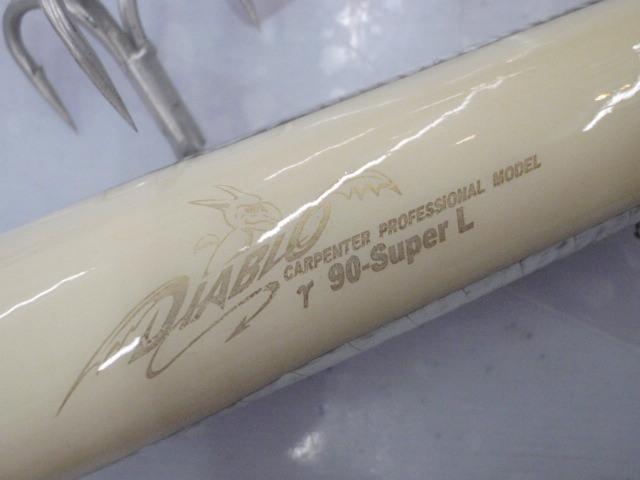 DIABLO
CARPENTER PROFESSIONAL MODEL
γ 90-Super L